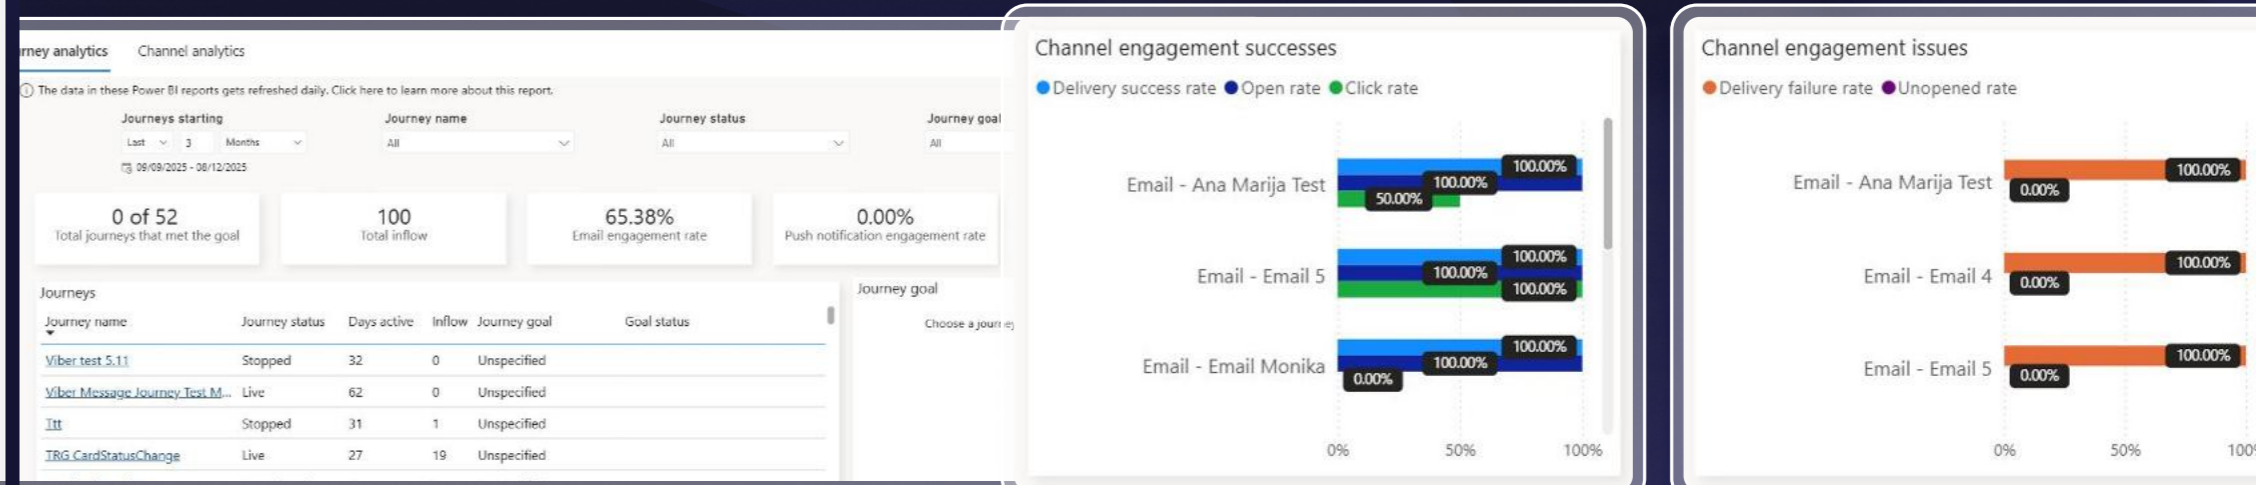 rney analytics Channel analytics
The data in these Power BI reports gets refreshed daily. Click here to learn more about this report.
Journeys starting Journey name Journey status Journey goal
Last 3 Months All All All
09/09/2025 - 08/12/2025
0 of 52 100 65.38% 0.00%
Total journeys that met the goal Total inflow Email engagement rate Push notification engagement rate
Journeys
Journey name Journey status Days active Inflow Journey goal Goal status
Viber test 5.11 Stopped 32 0 Unspecified
Viber Message Journey Test M... Live 62 0 Unspecified
Ttt Stopped 31 1 Unspecified
TRG CardStatusChange Live 27 19 Unspecified
Journey goal
Choose a journey
Channel engagement successes
Delivery success rate Open rate Click rate
Email - Ana Marija Test 100.00% 100.00% 50.00%
Email - Email 5 100.00% 100.00% 100.00%
Email - Email Monika 100.00% 100.00% 0.00%
0% 50% 100%
Channel engagement issues
Delivery failure rate Unopened rate
Email - Ana Marija Test 100.00% 0.00%
Email - Email 4 100.00% 0.00%
Email - Email 5 100.00% 0.00%
0% 50% 100%